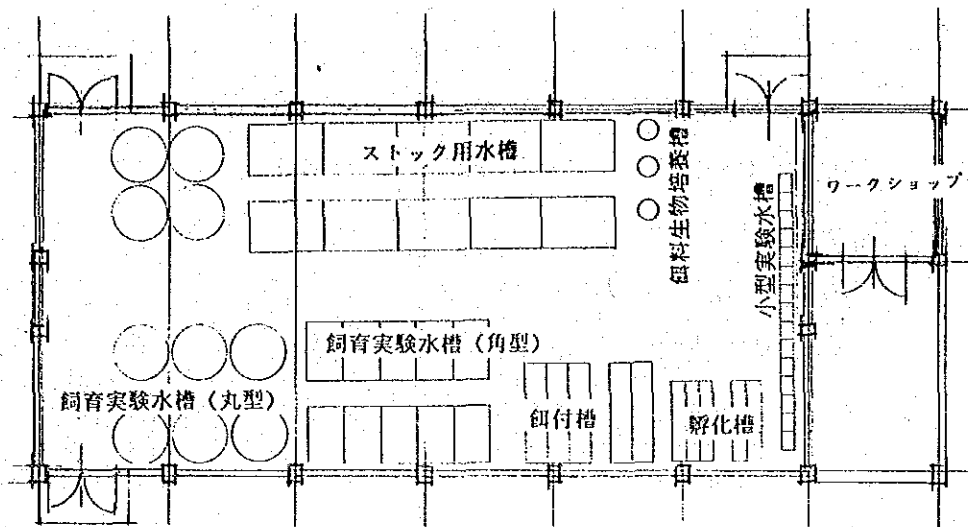 ストック用水槽
餌料生物培養槽
小型実験水槽
ワークショップ
飼育実験水槽(角型)
飼育実験水槽(丸型)
餌付槽
孵化槽